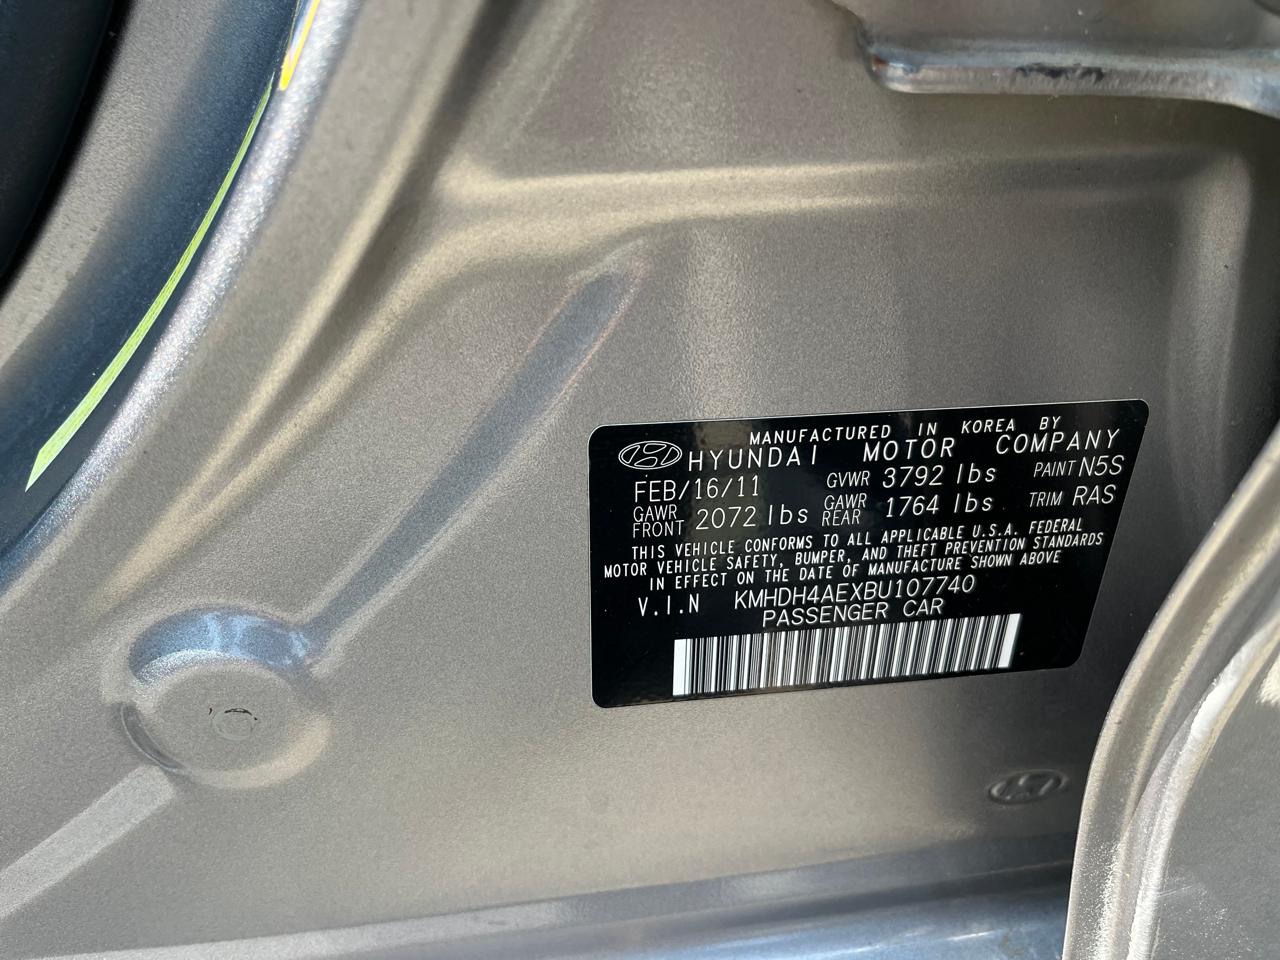 MANUFACTURED IN KOREA BY
HYUNDAI MOTOR COMPANY
FEB/16/11 GVWR 3792 lbs PAINT N5S
GAWR FRONT 2072 lbs GAWR REAR 1764 lbs TRIM RAS
THIS VEHICLE CONFORMS TO ALL APPLICABLE U.S.A. FEDERAL
MOTOR VEHICLE SAFETY, BUMPER, AND THEFT PREVENTION STANDARDS
IN EFFECT ON THE DATE OF MANUFACTURE SHOWN ABOVE
V.I.N KMHDH4AEXBU107740
PASSENGER CAR